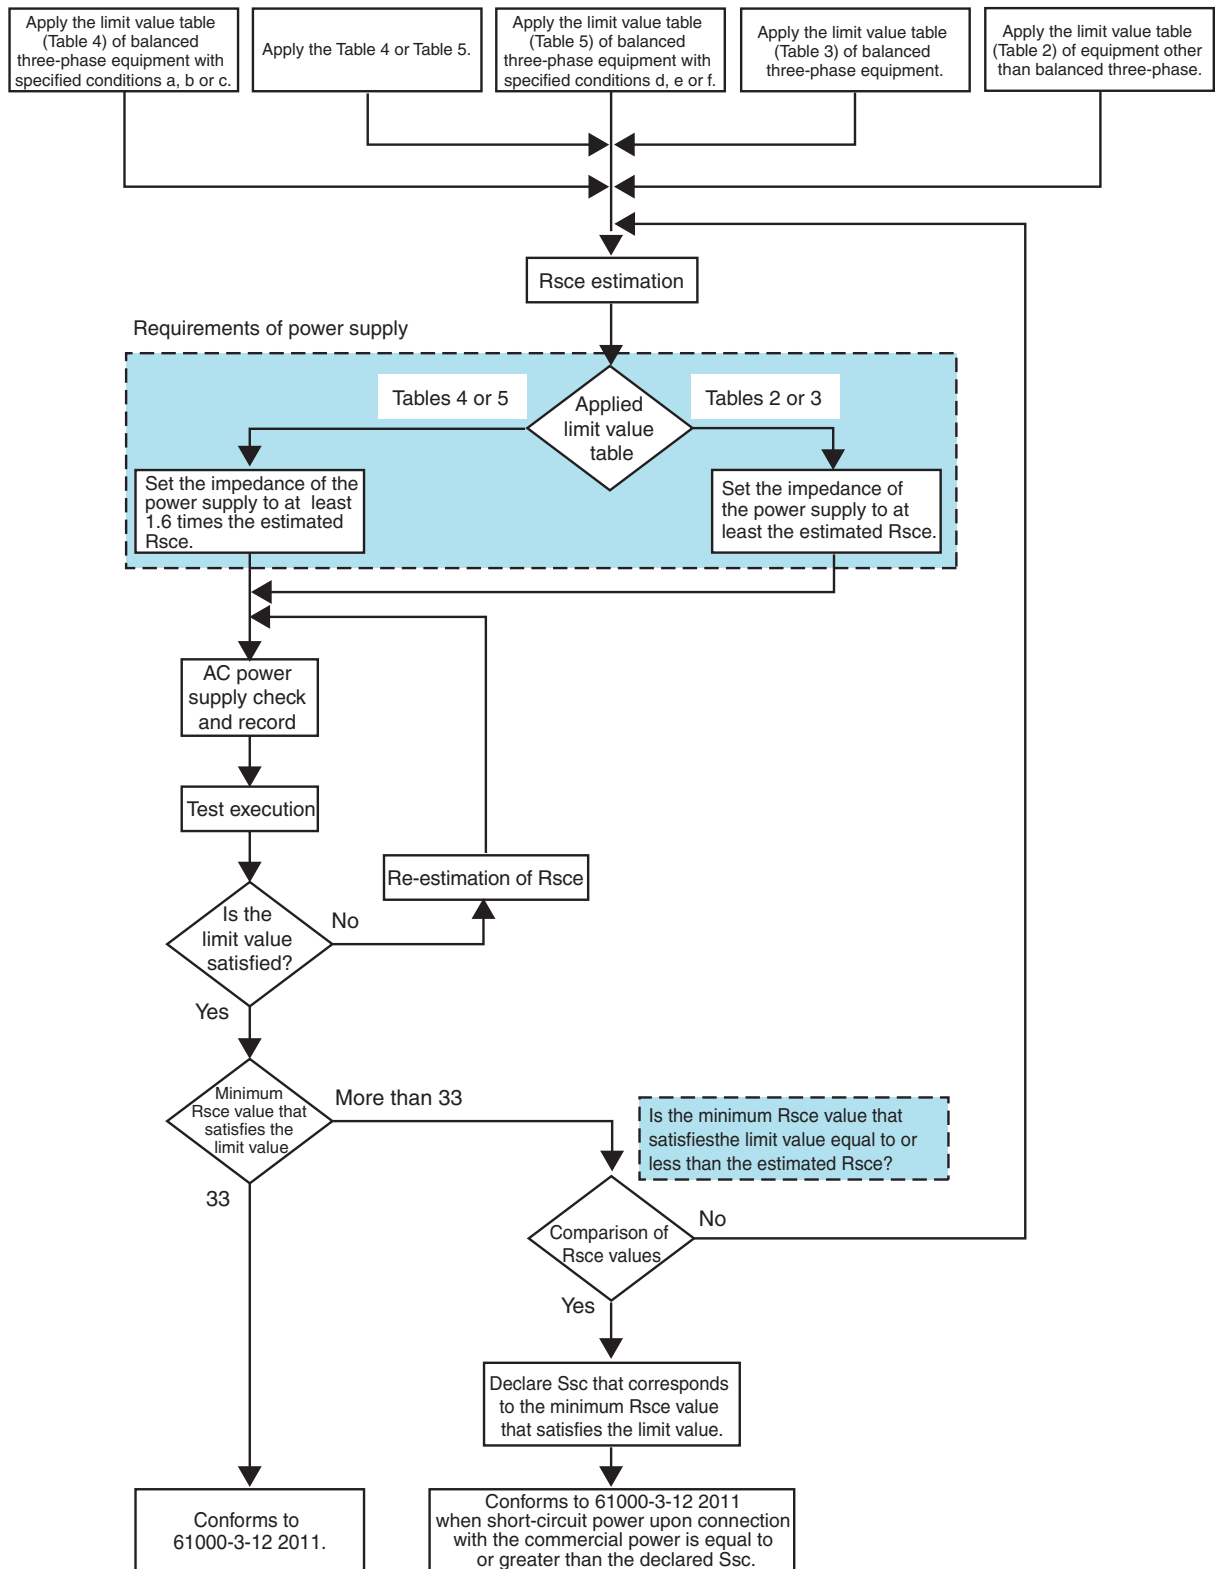 Apply the limit value table
(Table 4) of balanced
three-phase equipment with
specified conditions a, b or c.
Apply the Table 4 or Table 5.
Apply the limit value table
(Table 5) of balanced
three-phase equipment with
specified conditions d, e or f.
Apply the limit value table
(Table 3) of balanced
three-phase equipment.
Apply the limit value table
(Table 2) of equipment other
than balanced three-phase.
Rsce estimation
Requirements of power supply
Tables 4 or 5
Applied
limit value
table
Tables 2 or 3
Set the impedance of the
power supply to at least
1.6 times the estimated
Rsce.
Set the impedance of
the power supply to at
least the estimated Rsce.
AC power
supply check
and record
Test execution
Re-estimation of Rsce
Is the
limit value
satisfied?
No
Yes
Minimum
Rsce value that
satisfies the
limit value
More than 33
33
Is the minimum Rsce value that
satisfiesthe limit value equal to or
less than the estimated Rsce?
Comparison of
Rsce values
No
Yes
Declare Ssc that corresponds
to the minimum Rsce value
that satisfies the limit value.
Conforms to
61000-3-12 2011.
Conforms to 61000-3-12 2011
when short-circuit power upon connection
with the commercial power is equal to
or greater than the declared Ssc.